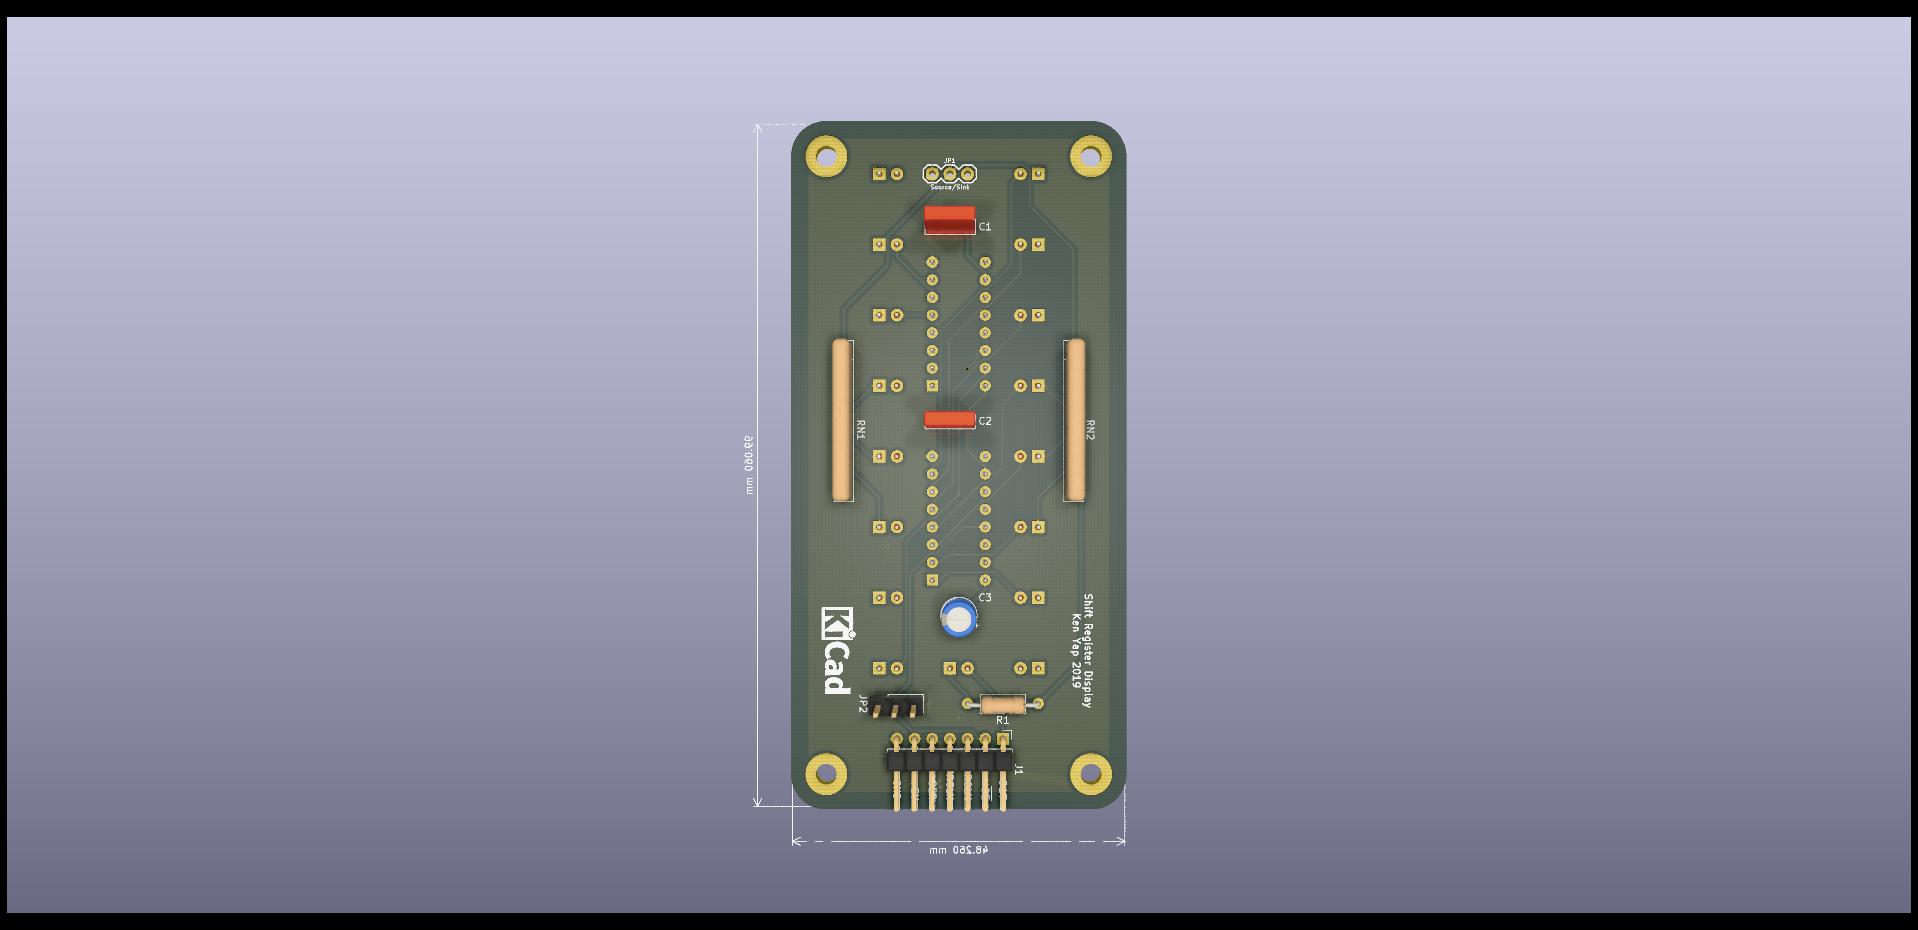 JP1
Source/Sink
C1
C2
RN1
RN2
99.060 mm
C3
+
KiCad
Shift Register Display
Ken Yap 2019
JP2
R1
J1
48.260 mm